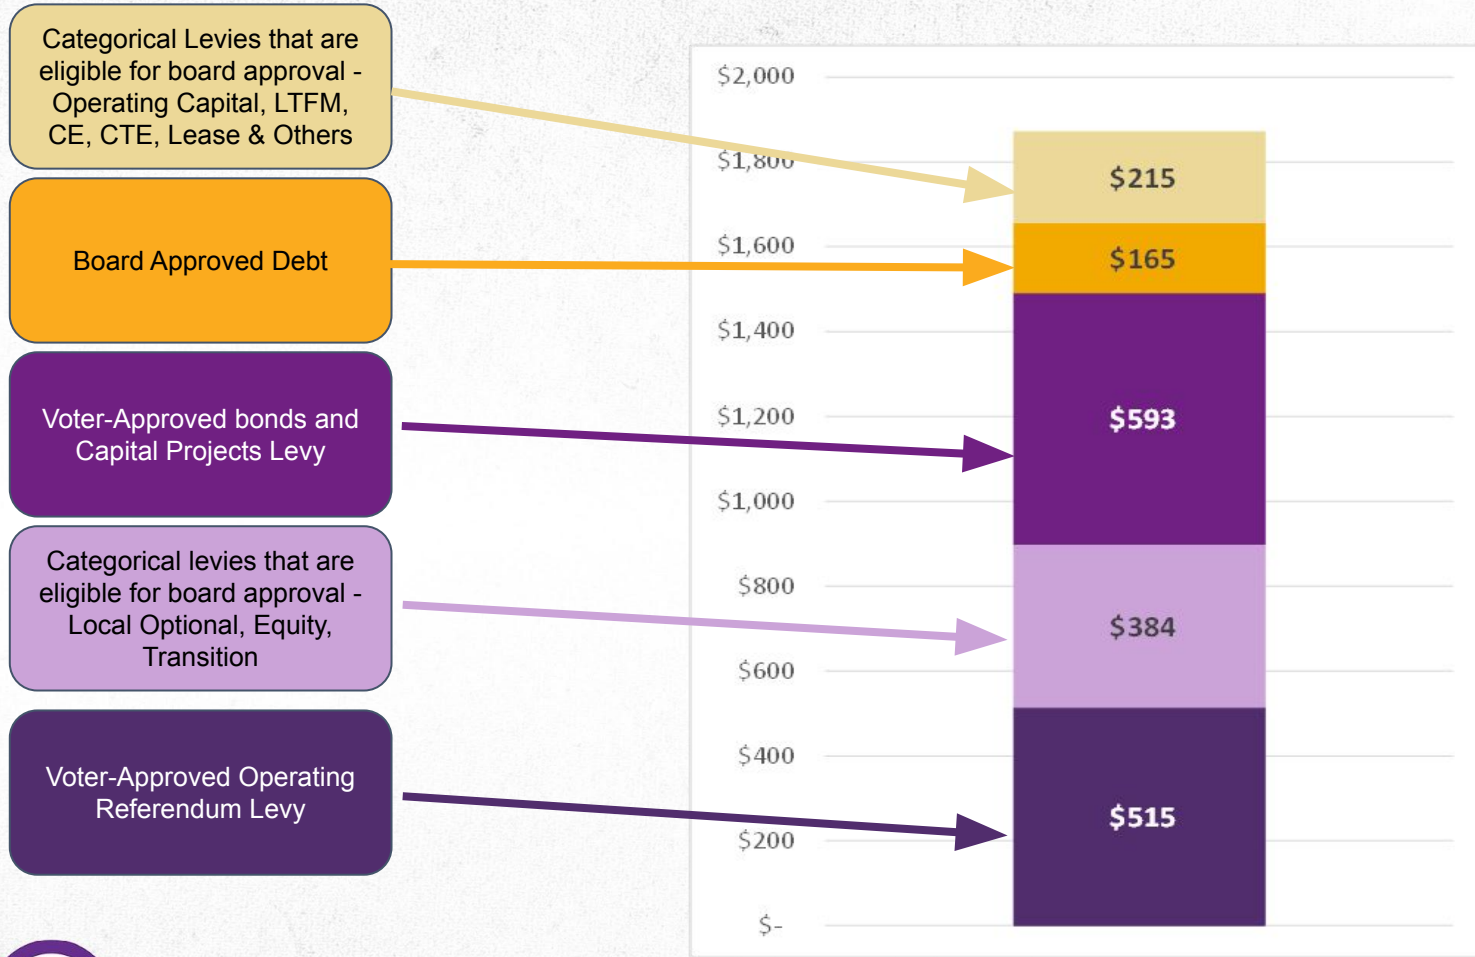 Categorical Levies that are
eligible for board approval -
Operating Capital, LTFM,
CE, CTE, Lease & Others
Board Approved Debt
Voter-Approved bonds and
Capital Projects Levy
Categorical levies that are
eligible for board approval -
Local Optional, Equity,
Transition
Voter-Approved Operating
Referendum Levy
$2,000
$1,800
$1,600
$1,400
$1,200
$1,000
$800
$600
$400
$200
$-
$215
$165
$593
$384
$515